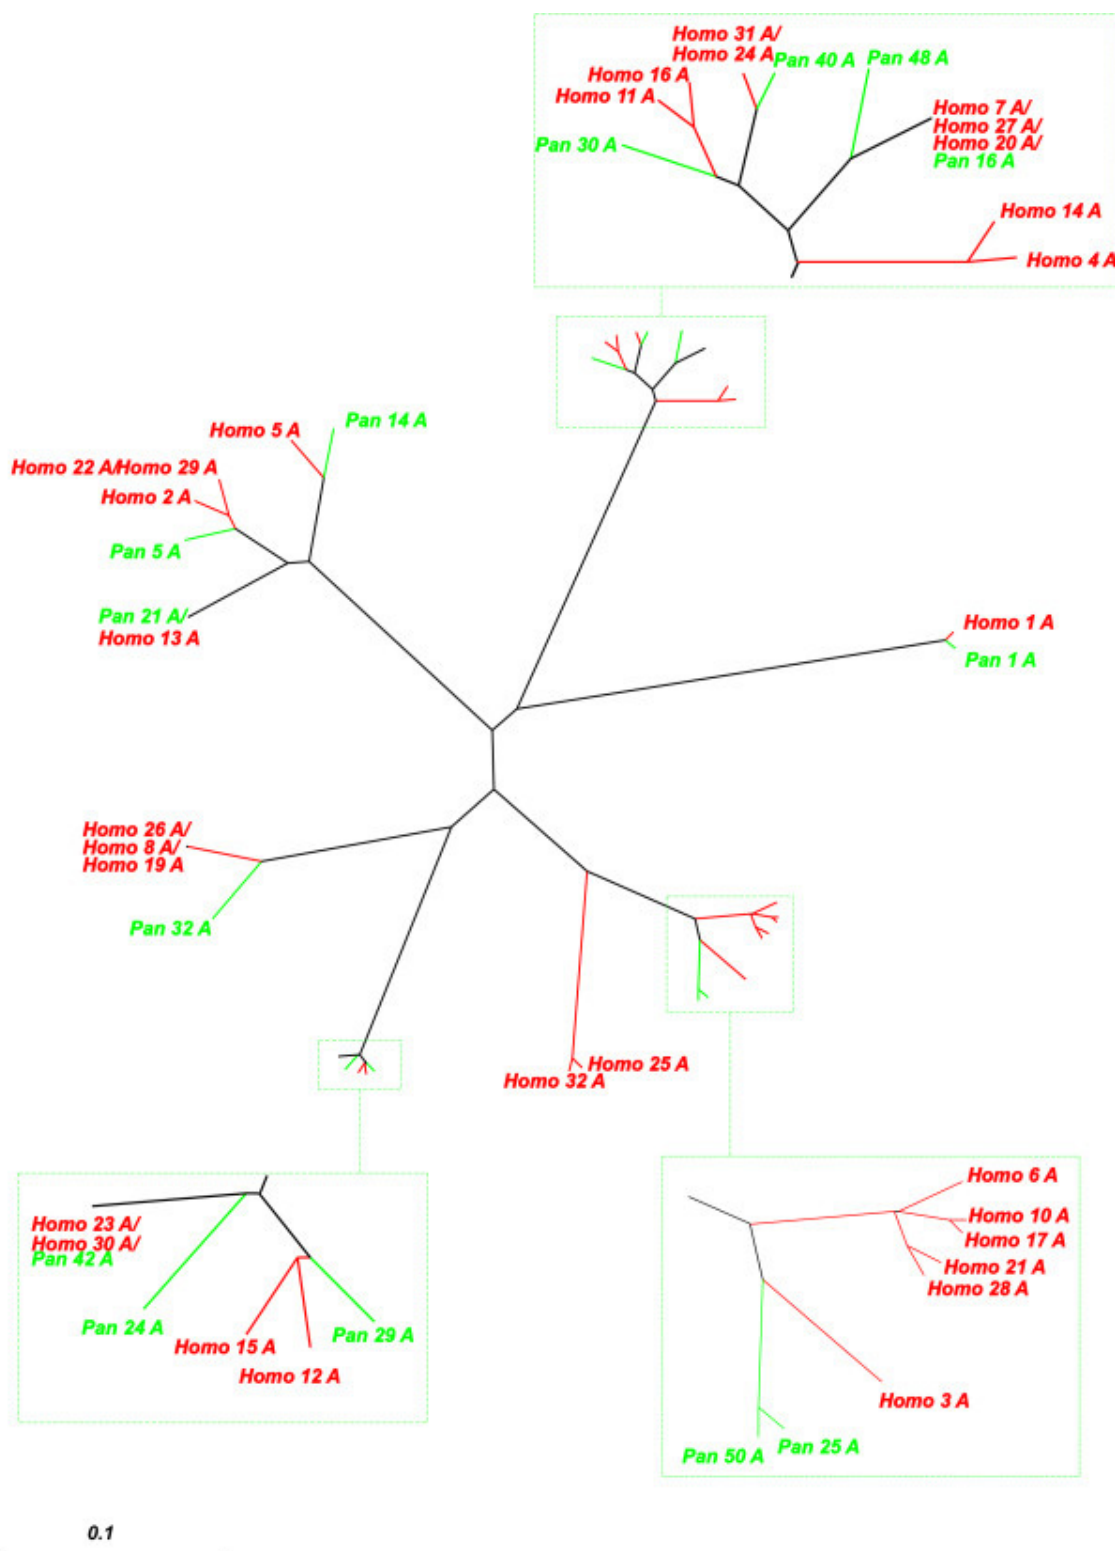 Homo 31 A/
Homo 24 A
Pan 40 A
Pan 48 A
Homo 16 A
Homo 11 A
Homo 7 A/
Homo 27 A/
Homo 20 A/
Pan 16 A
Pan 30 A
Homo 14 A
Homo 4 A
Pan 14 A
Homo 5 A
Homo 22 A/Homo 29 A
Homo 2 A
Pan 5 A
Pan 21 A/
Homo 13 A
Homo 1 A
Pan 1 A
Homo 26 A/
Homo 8 A/
Homo 19 A
Pan 32 A
Homo 25 A
Homo 32 A
Homo 23 A/
Homo 30 A/
Pan 42 A
Pan 24 A
Homo 15 A
Pan 29 A
Homo 12 A
Homo 6 A
Homo 10 A
Homo 17 A
Homo 21 A
Homo 28 A
Homo 3 A
Pan 25 A
Pan 50 A
0.1